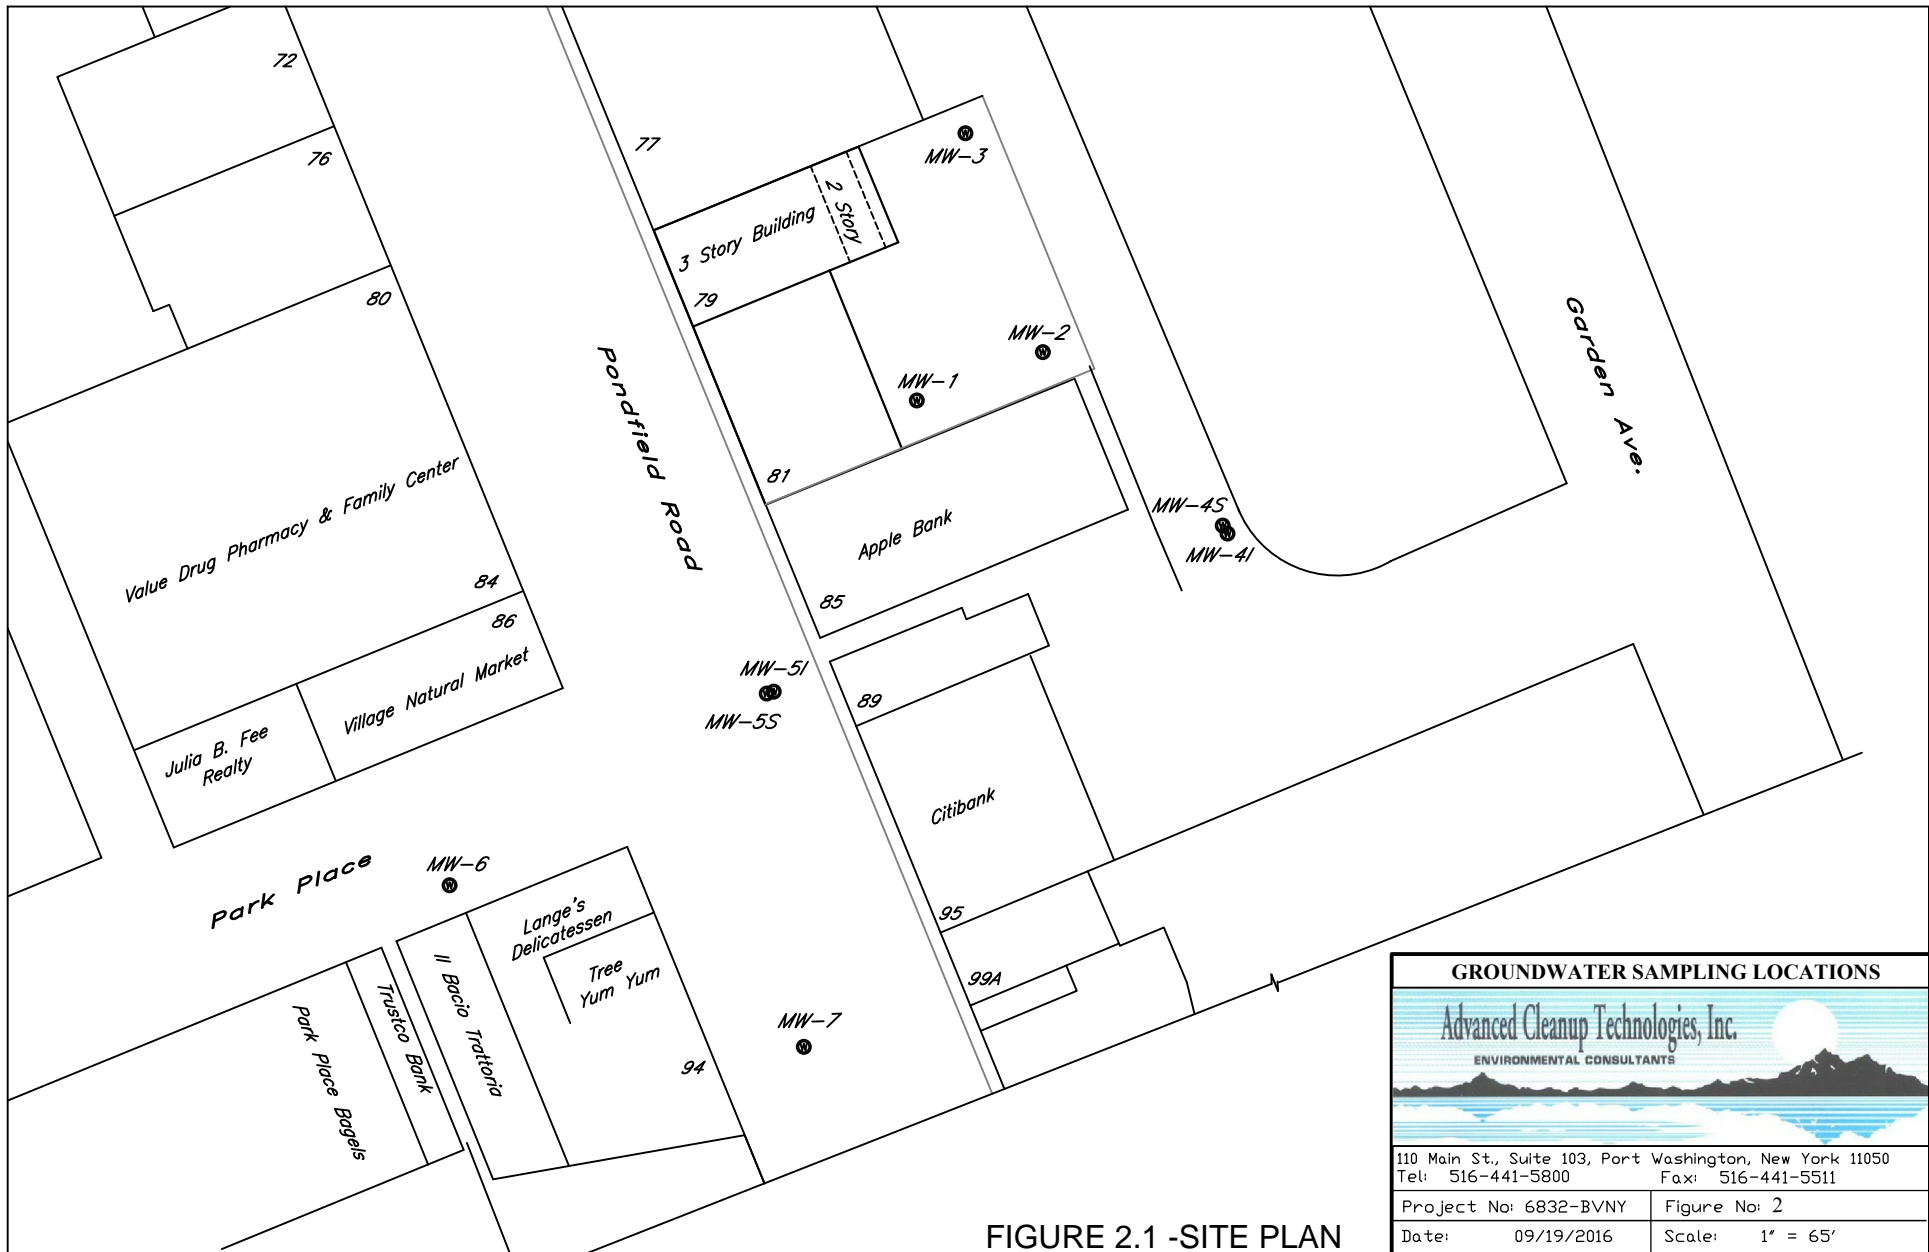 72
76
77
MW-3
2 Story
3 Story Building
79
80
Garden Ave.
MW-2
MW-1
Pondfield Road
81
Value Drug Pharmacy & Family Center
84
MW-4S
MW-4I
Apple Bank
85
86
Village Natural Market
MW-5I
MW-5S
89
Julia B. Fee
Realty
Citibank
Park Place
MW-6
Lange's
Delicatessen
95
Il Bacio Trattoria
Tree
Yum Yum
99A
Trustco Bank
Park Place Bagels
MW-7
94
GROUNDWATER SAMPLING LOCATIONS
Advanced Cleanup Technologies, Inc.
ENVIRONMENTAL CONSULTANTS
110 Main St., Suite 103, Port Washington, New York 11050
Tel: 516-441-5800 Fax: 516-441-5511
Project No: 6832-BVNY Figure No: 2
Date: 09/19/2016 Scale: 1" = 65'
FIGURE 2.1 -SITE PLAN